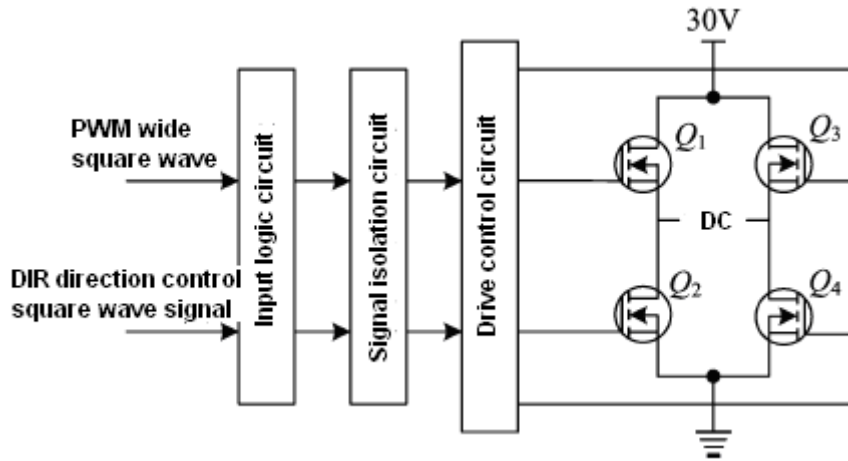 30V
PWM wide
square wave
DIR direction control
square wave signal
Input logic circuit
Signal isolation circuit
Drive control circuit
Q1
Q3
DC
Q2
Q4